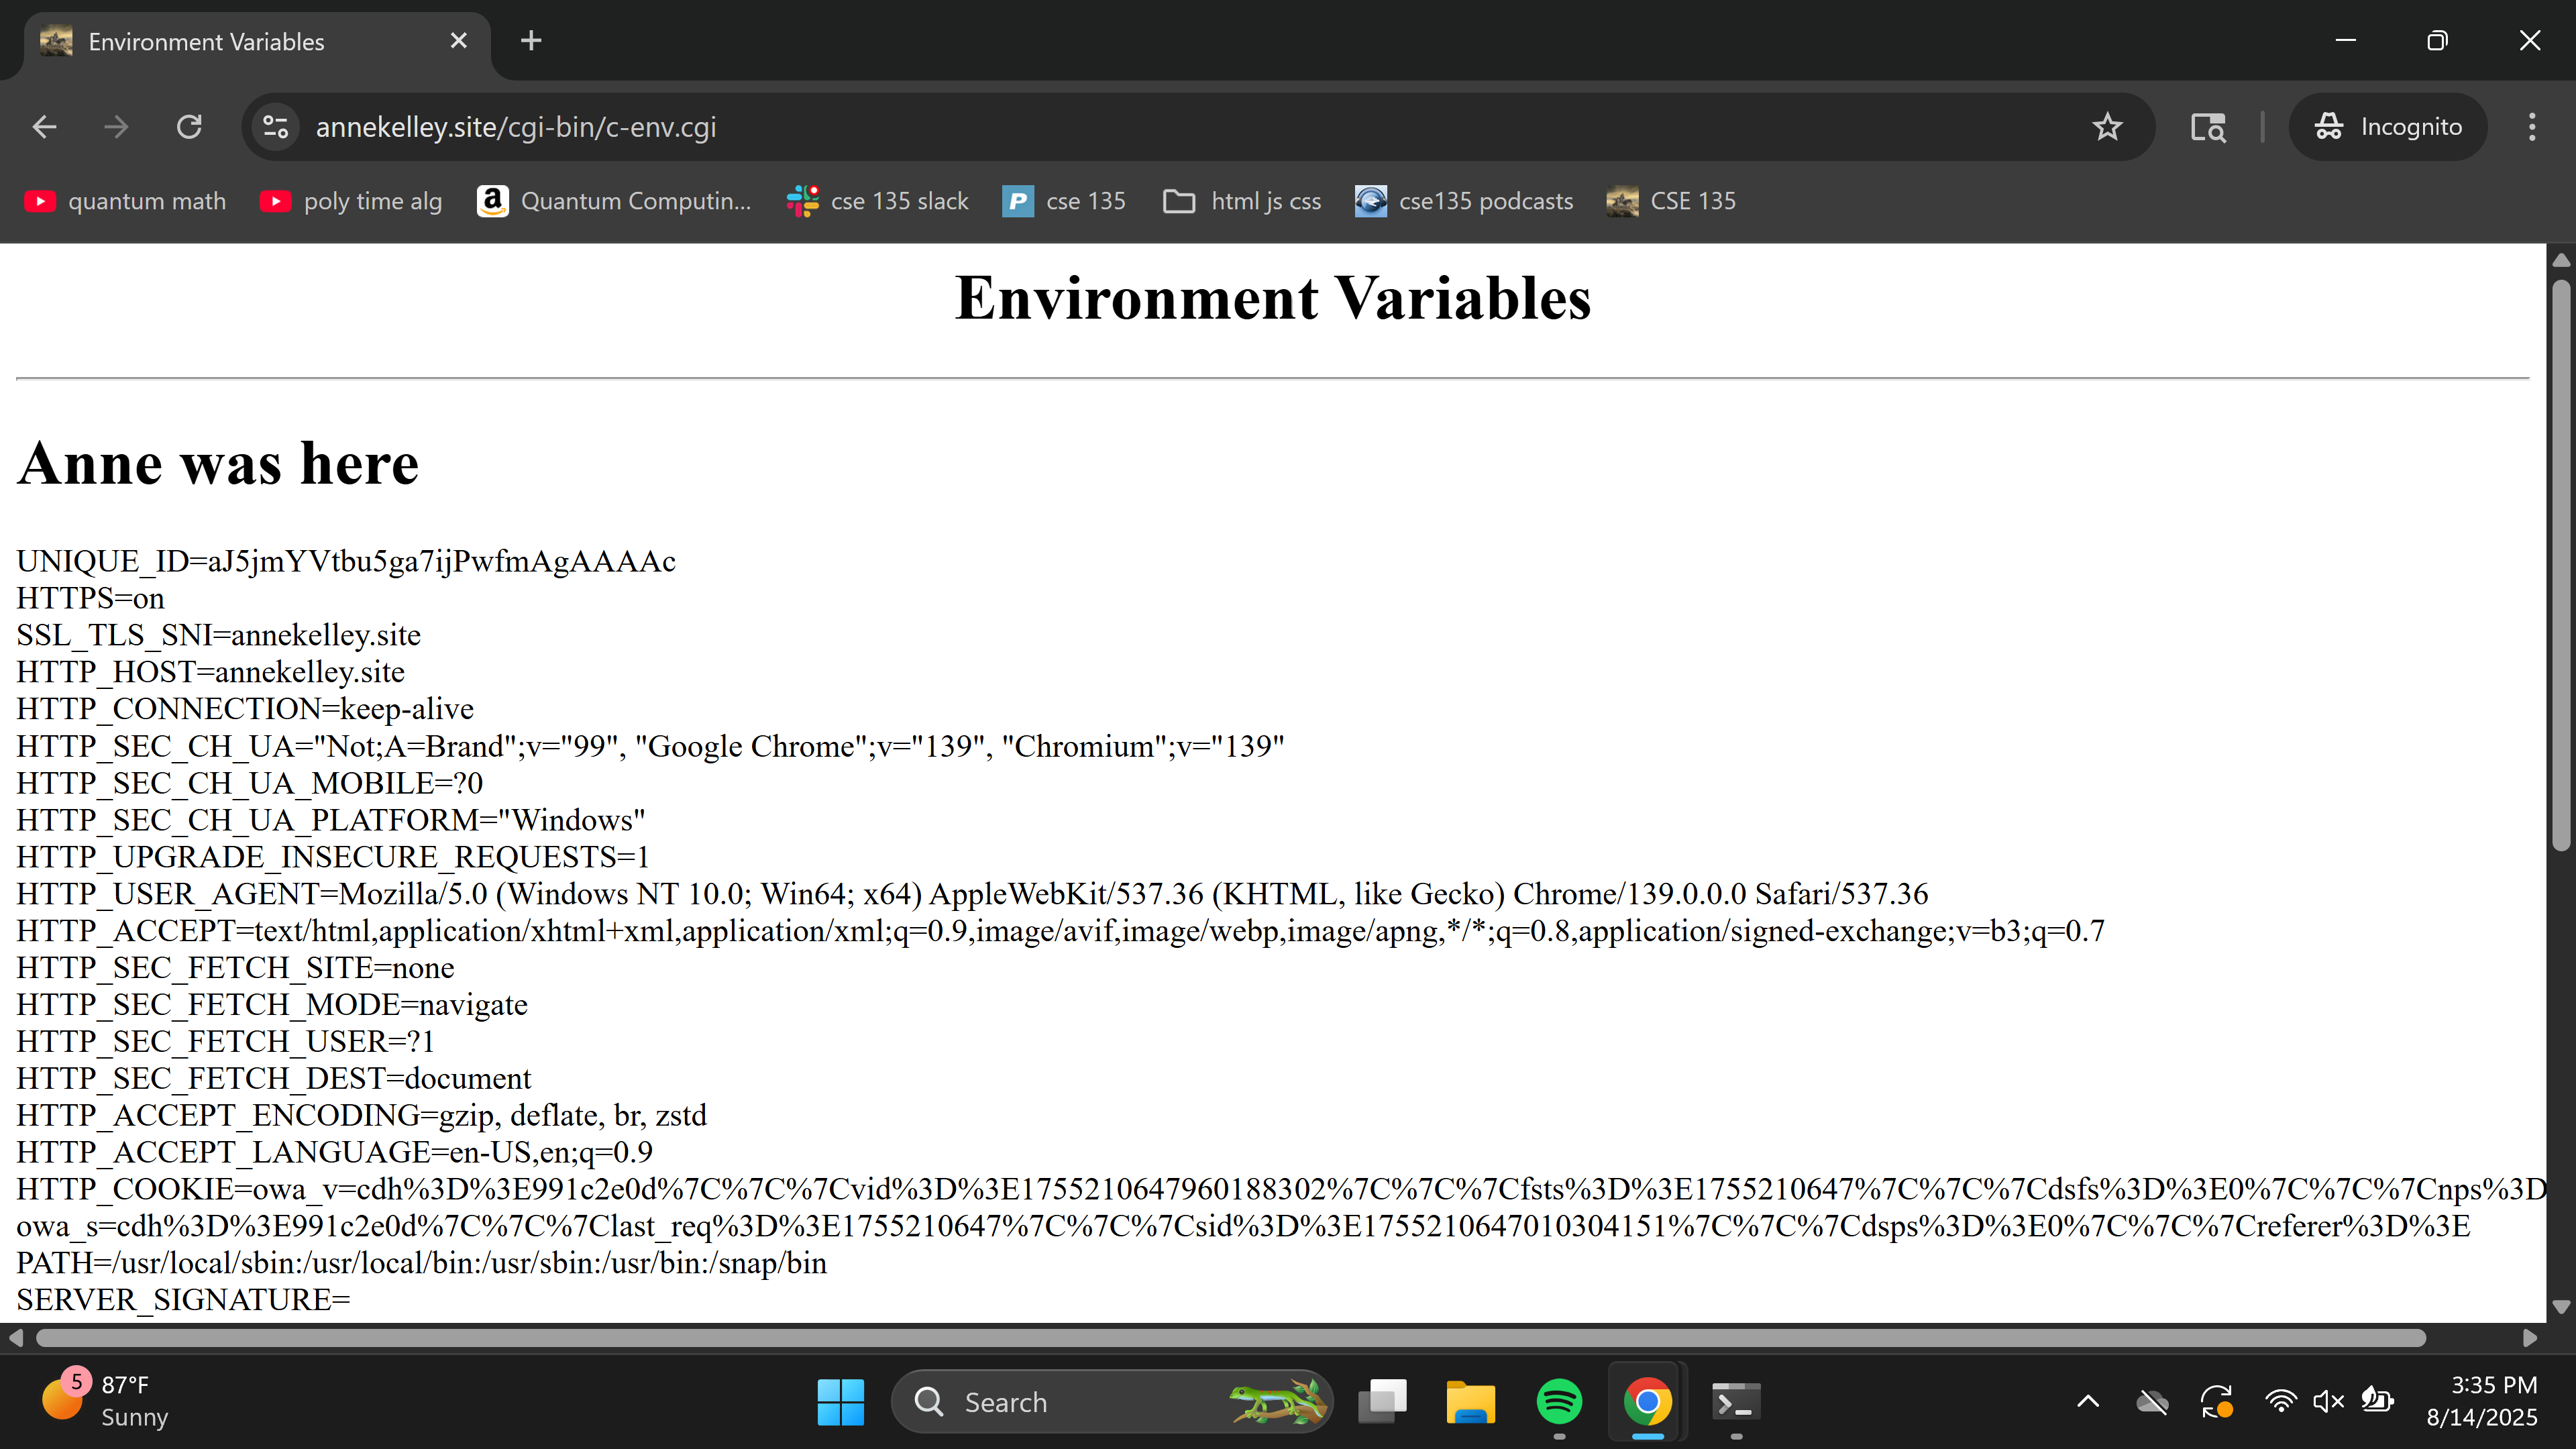 Environment Variables
annekelley.site/cgi-bin/c-env.cgi
Incognito
quantum math
poly time alg
Quantum Computin...
cse 135 slack
cse 135
html js css
cse135 podcasts
CSE 135
Environment Variables
Anne was here
UNIQUE_ID=aJ5jmYVtbu5ga7ijPwfmAgAAAAc
HTTPS=on
SSL_TLS_SNI=annekelley.site
HTTP_HOST=annekelley.site
HTTP_CONNECTION=keep-alive
HTTP_SEC_CH_UA="Not;A=Brand";v="99", "Google Chrome";v="139", "Chromium";v="139"
HTTP_SEC_CH_UA_MOBILE=?0
HTTP_SEC_CH_UA_PLATFORM="Windows"
HTTP_UPGRADE_INSECURE_REQUESTS=1
HTTP_USER_AGENT=Mozilla/5.0 (Windows NT 10.0; Win64; x64) AppleWebKit/537.36 (KHTML, like Gecko) Chrome/139.0.0.0 Safari/537.36
HTTP_ACCEPT=text/html,application/xhtml+xml,application/xml;q=0.9,image/avif,image/webp,image/apng,*/*;q=0.8,application/signed-exchange;v=b3;q=0.7
HTTP_SEC_FETCH_SITE=none
HTTP_SEC_FETCH_MODE=navigate
HTTP_SEC_FETCH_USER=?1
HTTP_SEC_FETCH_DEST=document
HTTP_ACCEPT_ENCODING=gzip, deflate, br, zstd
HTTP_ACCEPT_LANGUAGE=en-US,en;q=0.9
HTTP_COOKIE=owa_v=cdh%3D%3E991c2e0d%7C%7C%7Cvid%3D%3E1755210647960188302%7C%7C%7Cfsts%3D%3E1755210647%7C%7C%7Cdsfs%3D%3E0%7C%7C%7Cnps%3D
owa_s=cdh%3D%3E991c2e0d%7C%7C%7Clast_req%3D%3E1755210647%7C%7C%7Csid%3D%3E1755210647010304151%7C%7C%7Cdsps%3D%3E0%7C%7C%7Creferer%3D%3E
PATH=/usr/local/sbin:/usr/local/bin:/usr/sbin:/usr/bin:/snap/bin
SERVER_SIGNATURE=
5
87°F
Sunny
Search
3:35 PM
8/14/2025